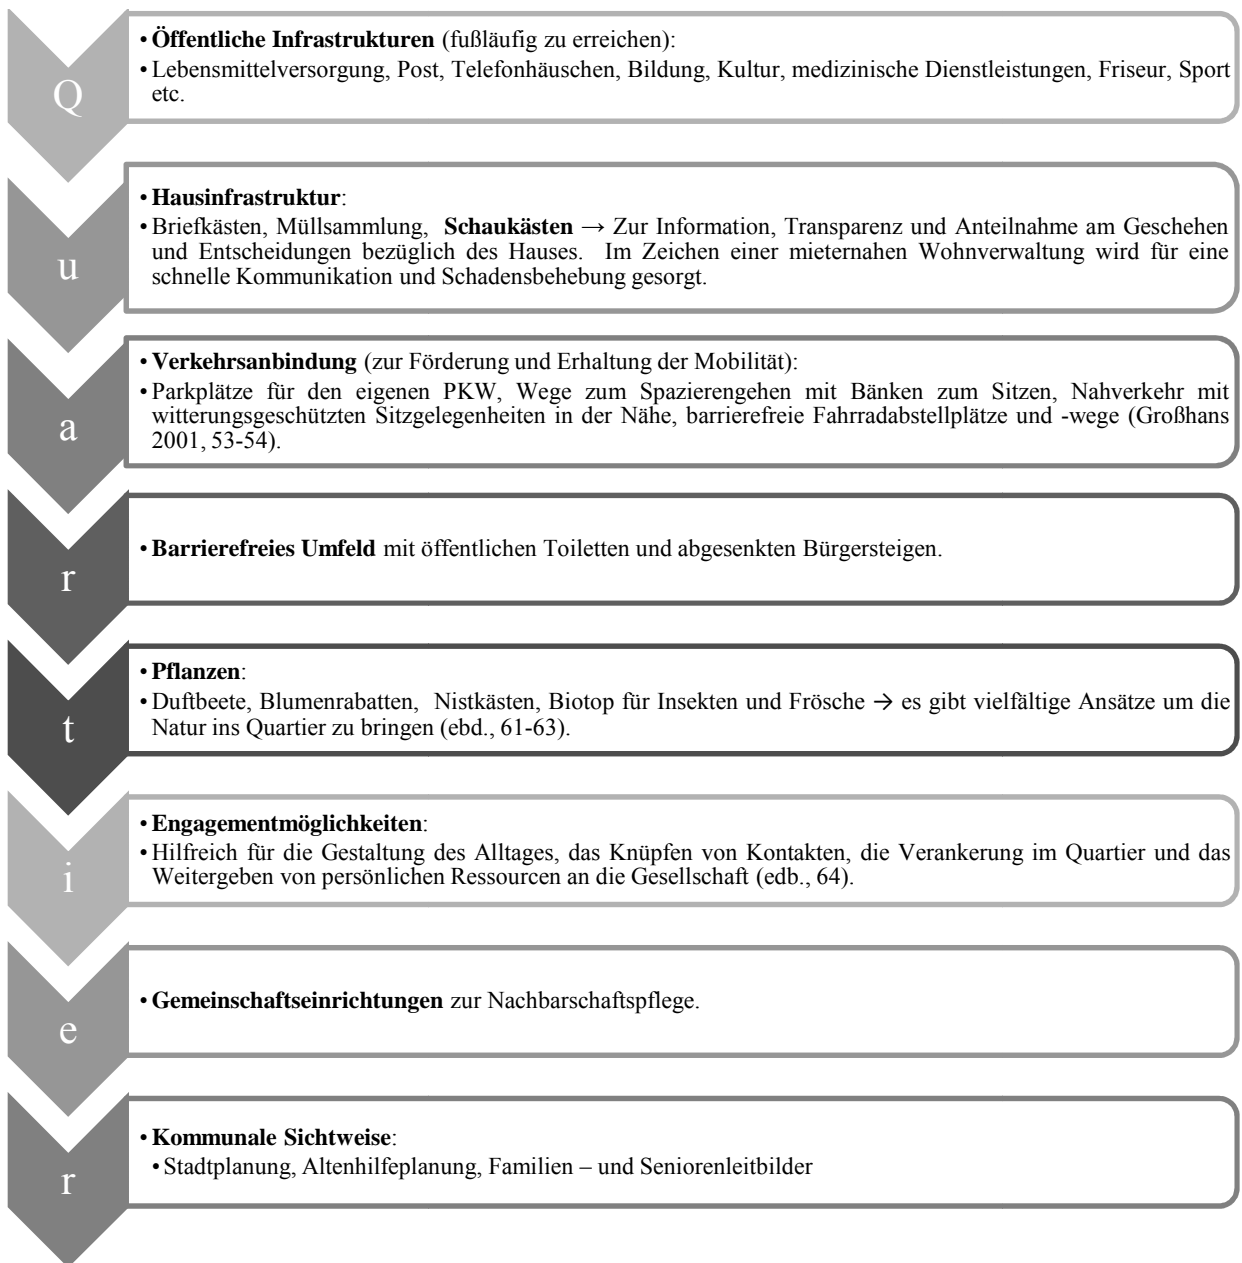 Q
• Öffentliche Infrastrukturen (fußläufig zu erreichen):
• Lebensmittelversorgung, Post, Telefonhäuschen, Bildung, Kultur, medizinische Dienstleistungen, Friseur, Sport
etc.
u
• Hausinfrastruktur:
• Briefkästen, Müllsammlung, Schaukästen → Zur Information, Transparenz und Anteilnahme am Geschehen
und Entscheidungen bezüglich des Hauses. Im Zeichen einer mieternahen Wohnverwaltung wird für eine
schnelle Kommunikation und Schadensbehebung gesorgt.
a
• Verkehrsanbindung (zur Förderung und Erhaltung der Mobilität):
• Parkplätze für den eigenen PKW, Wege zum Spazierengehen mit Bänken zum Sitzen, Nahverkehr mit
witterungsgeschützten Sitzgelegenheiten in der Nähe, barrierefreie Fahrradabstellplätze und -wege (Großhans
2001, 53-54).
r
• Barrierefreies Umfeld mit öffentlichen Toiletten und abgesenkten Bürgersteigen.
t
• Pflanzen:
• Duftbeete, Blumenrabatten, Nistkästen, Biotop für Insekten und Frösche → es gibt vielfältige Ansätze um die
Natur ins Quartier zu bringen (ebd., 61-63).
i
• Engagementmöglichkeiten:
• Hilfreich für die Gestaltung des Alltages, das Knüpfen von Kontakten, die Verankerung im Quartier und das
Weitergeben von persönlichen Ressourcen an die Gesellschaft (edb., 64).
e
• Gemeinschaftseinrichtungen zur Nachbarschaftspflege.
r
• Kommunale Sichtweise:
• Stadtplanung, Altenhilfeplanung, Familien – und Seniorenleitbilder